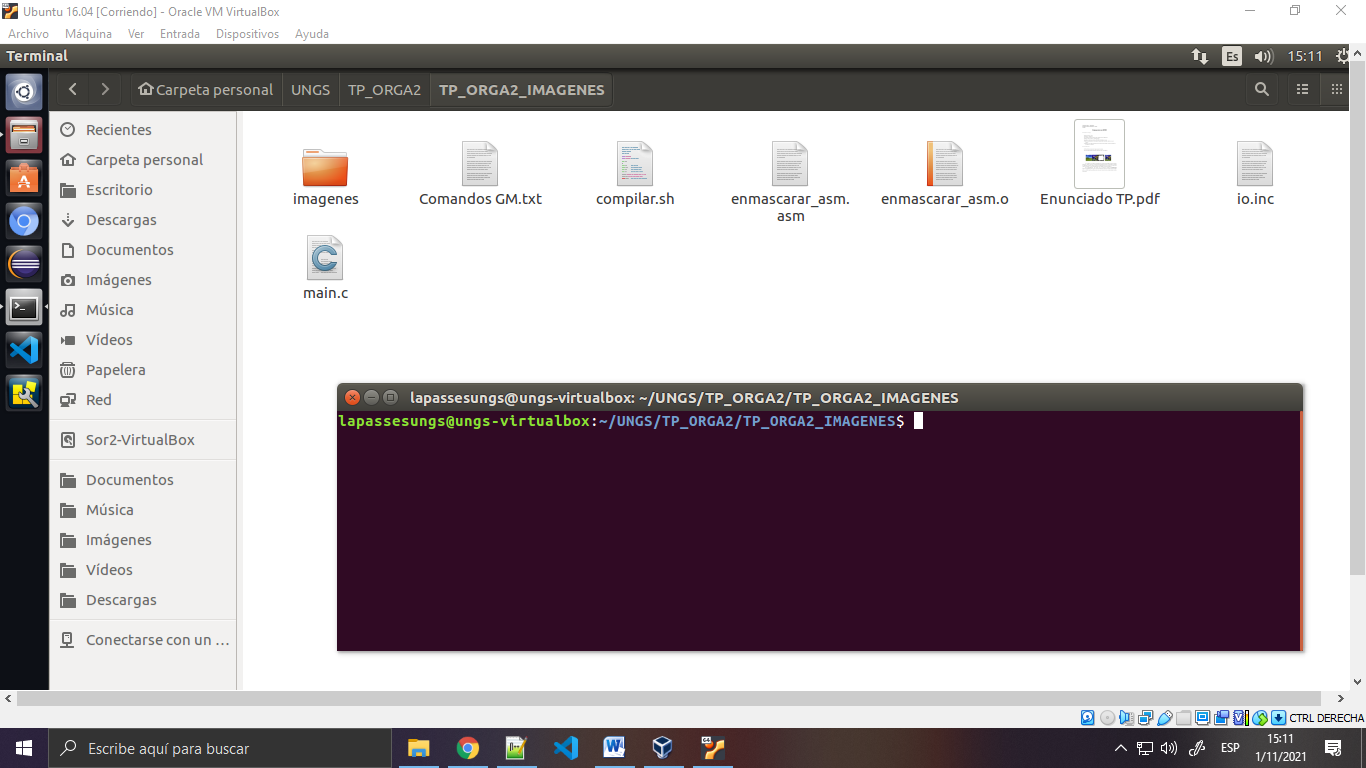 Ubuntu 16.04 [Corriendo] - Oracle VM VirtualBox
Archivo Máquina Ver Entrada Dispositivos Ayuda
Terminal
Es
15:11
Carpeta personal UNGS TP_ORGA2 TP_ORGA2_IMAGENES
Recientes
Carpeta personal
Escritorio
Descargas
Documentos
Imágenes
Música
Vídeos
Papelera
Red
Sor2-VirtualBox
Documentos
Música
Imágenes
Vídeos
Descargas
Conectarse con un …
imagenes
Comandos GM.txt
compilar.sh
enmascarar_asm.
asm
enmascarar_asm.o
Enunciado TP.pdf
io.inc
main.c
lapassesungs@ungs-virtualbox: ~/UNGS/TP_ORGA2/TP_ORGA2_IMAGENES
lapassesungs@ungs-virtualbox:~/UNGS/TP_ORGA2/TP_ORGA2_IMAGENES$
CTRL DERECHA
Escribe aquí para buscar
ESP
15:11
1/11/2021